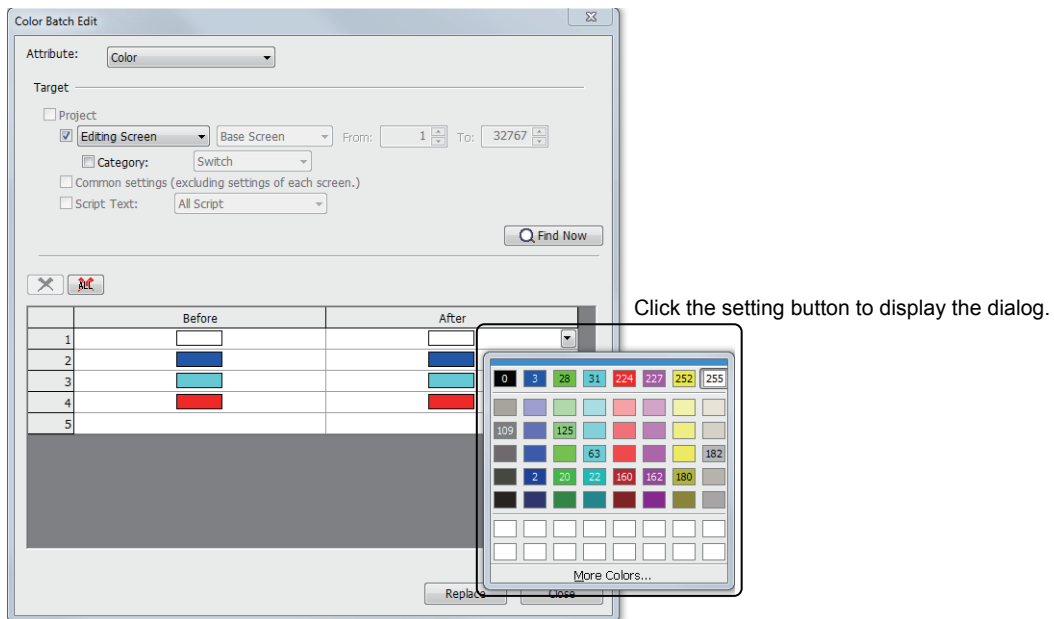 Color Batch Edit
Attribute: Color
Target
Project
Editing Screen Base Screen From: 1 To: 32767
Category: Switch
Common settings (excluding settings of each screen.)
Script Text: All Script
Find Now
ALL
Before After
Click the setting button to display the dialog.
1
2
3
4
5
0 3 28 31 224 227 252 255
109 125
63 182
2 20 22 160 162 180
More Colors...
Replace Close